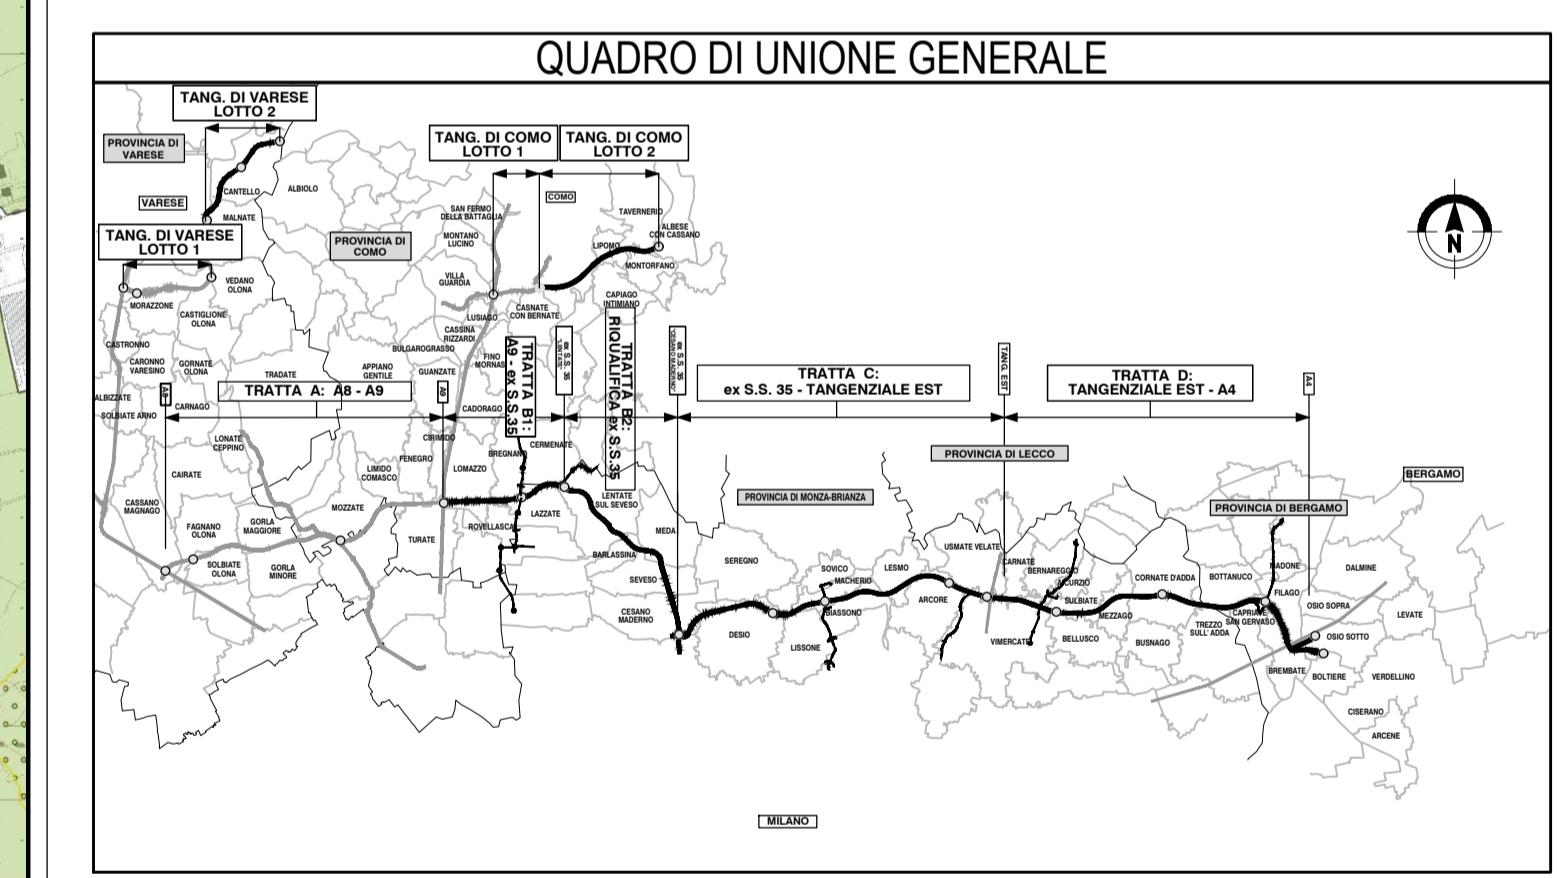 QUADRO DI UNIONE GENERALE
TANG. DI VARESE
LOTTO 2
PROVINCIA DI
VARESE
CANTELLO
ALBIOLO
VARESE
MALNATE
TANG. DI VARESE
LOTTO 1
VEDANO
OLONA
MORAZZONE
CASTIGLIONE
OLONA
PROVINCIA DI
COMO
TANG. DI COMO
LOTTO 1
TANG. DI COMO
LOTTO 2
COMO
SAN FERMO
DELLA BATTAGLIA
MONTANO
LUCINO
VILLA
GUARDIA
TAVERNERIO
ALBESE
CON CASSANO
LIPOMO
MONTORFANO
CAPIAGO
INTIMIANO
CASNATE
CON BERNATE
LUSIAGO
CASSINA
RIZZARDI
BULGAROGRASSO
FINO
MORNAS
GUANZATE
APPIANO
GENTILE
TRADATE
CASTRONNO
CARONNO
VARESINO
GORNATE
OLONA
ALBIZZATE
SOLBIATE ARNO
CARNAGO
A8
TRATTA A: A8 - A9
A9
CADORAGO
TRATTA B1:
A9 - ex S.S.35
ex S.S. 35
"LENTATE"
TRATTA B2:
RIQUALIFICA ex S.S.35
ex S.S. 35
"CESANO MADERNO"
TRATTA C:
ex S.S. 35 - TANGENZIALE EST
TANG. EST
TRATTA D:
TANGENZIALE EST - A4
A4
N
LONATE
CEPPINO
CAIRATE
CASSANO
MAGNAGO
FAGNANO
OLONA
SOLBIATE
OLONA
GORLA
MAGGIORE
GORLA
MINORE
MOZZATE
LIMIDO
COMASCO
FENEGRO
CIRIMIDO
LOMAZZO
TURATE
ROVELLASCA
BREGNANO
CERMENATE
LAZZATE
LENTATE
SUL SEVESO
BARLASSINA
MEDA
SEVESO
CESANO
MADERNO
PROVINCIA DI MONZA-BRIANZA
SEREGNO
DESIO
LISSONE
SOVICO
MACHERIO
BIASSONO
LESMO
ARCORE
PROVINCIA DI LECCO
USMATE VELATE
CARNATE
BERNAREGGIO
AICURZIO
SULBIATE
VIMERCATE
BELLUSCO
MEZZAGO
BUSNAGO
CORNATE D'ADDA
TREZZO
SULL' ADDA
BOTTANUCO
CAPRIATE
SAN GERVASO
PROVINCIA DI BERGAMO
BERGAMO
MADONE
FILAGO
DALMINE
OSIO SOPRA
LEVATE
OSIO SOTTO
BREMBATE
BOLTIERE
VERDELLINO
CISERANO
ARCENE
MILANO